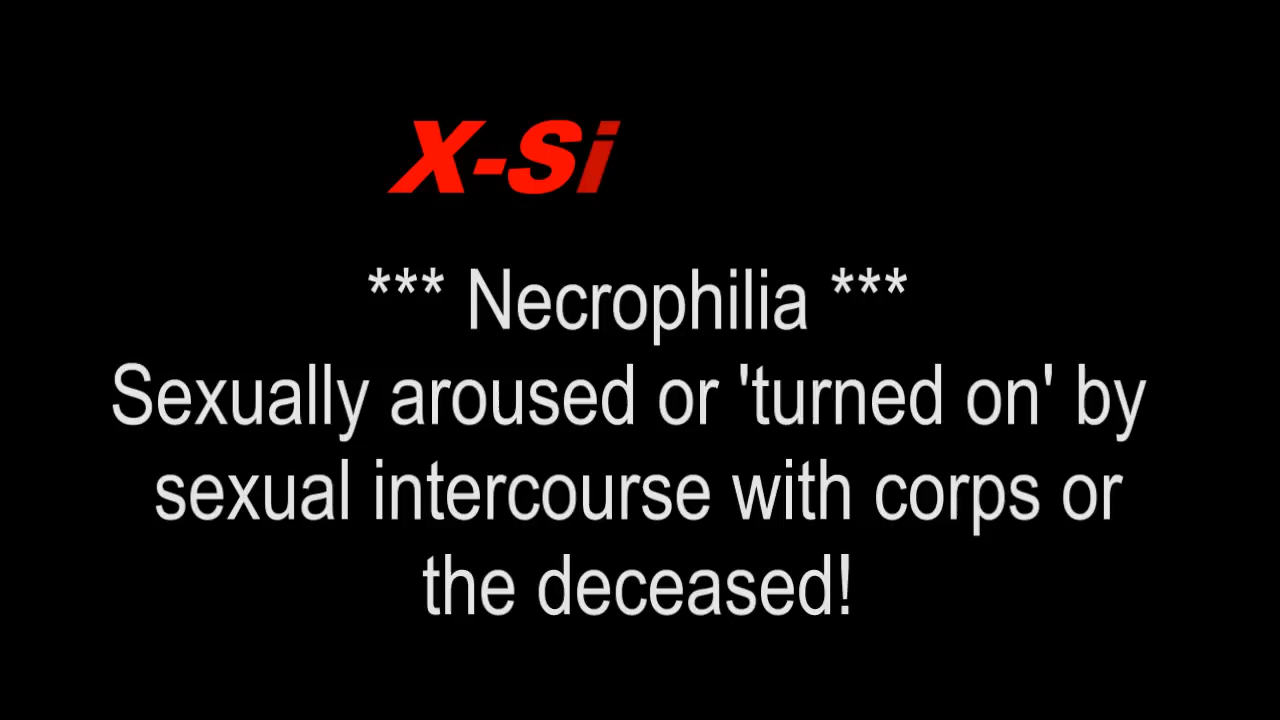 X-Si
*** Necrophilia ***
Sexually aroused or 'turned on' by
sexual intercourse with corps or
the deceased!